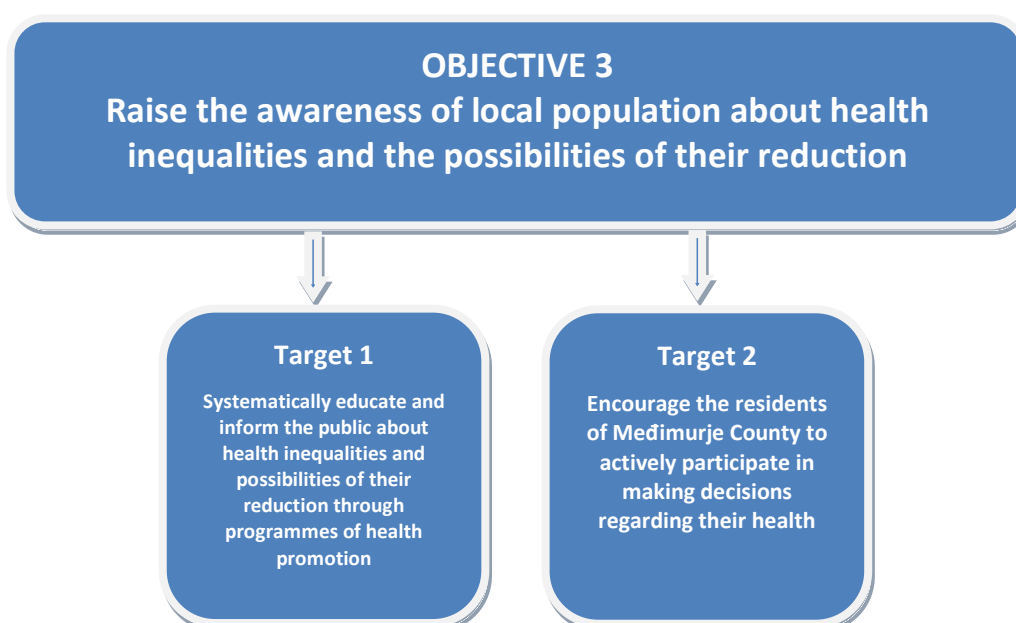 OBJECTIVE 3
Raise the awareness of local population about health
inequalities and the possibilities of their reduction
Target 1
Systematically educate and
inform the public about
health inequalities and
possibilities of their
reduction through
programmes of health
promotion
Target 2
Encourage the residents
of Međimurje County to
actively participate in
making decisions
regarding their health